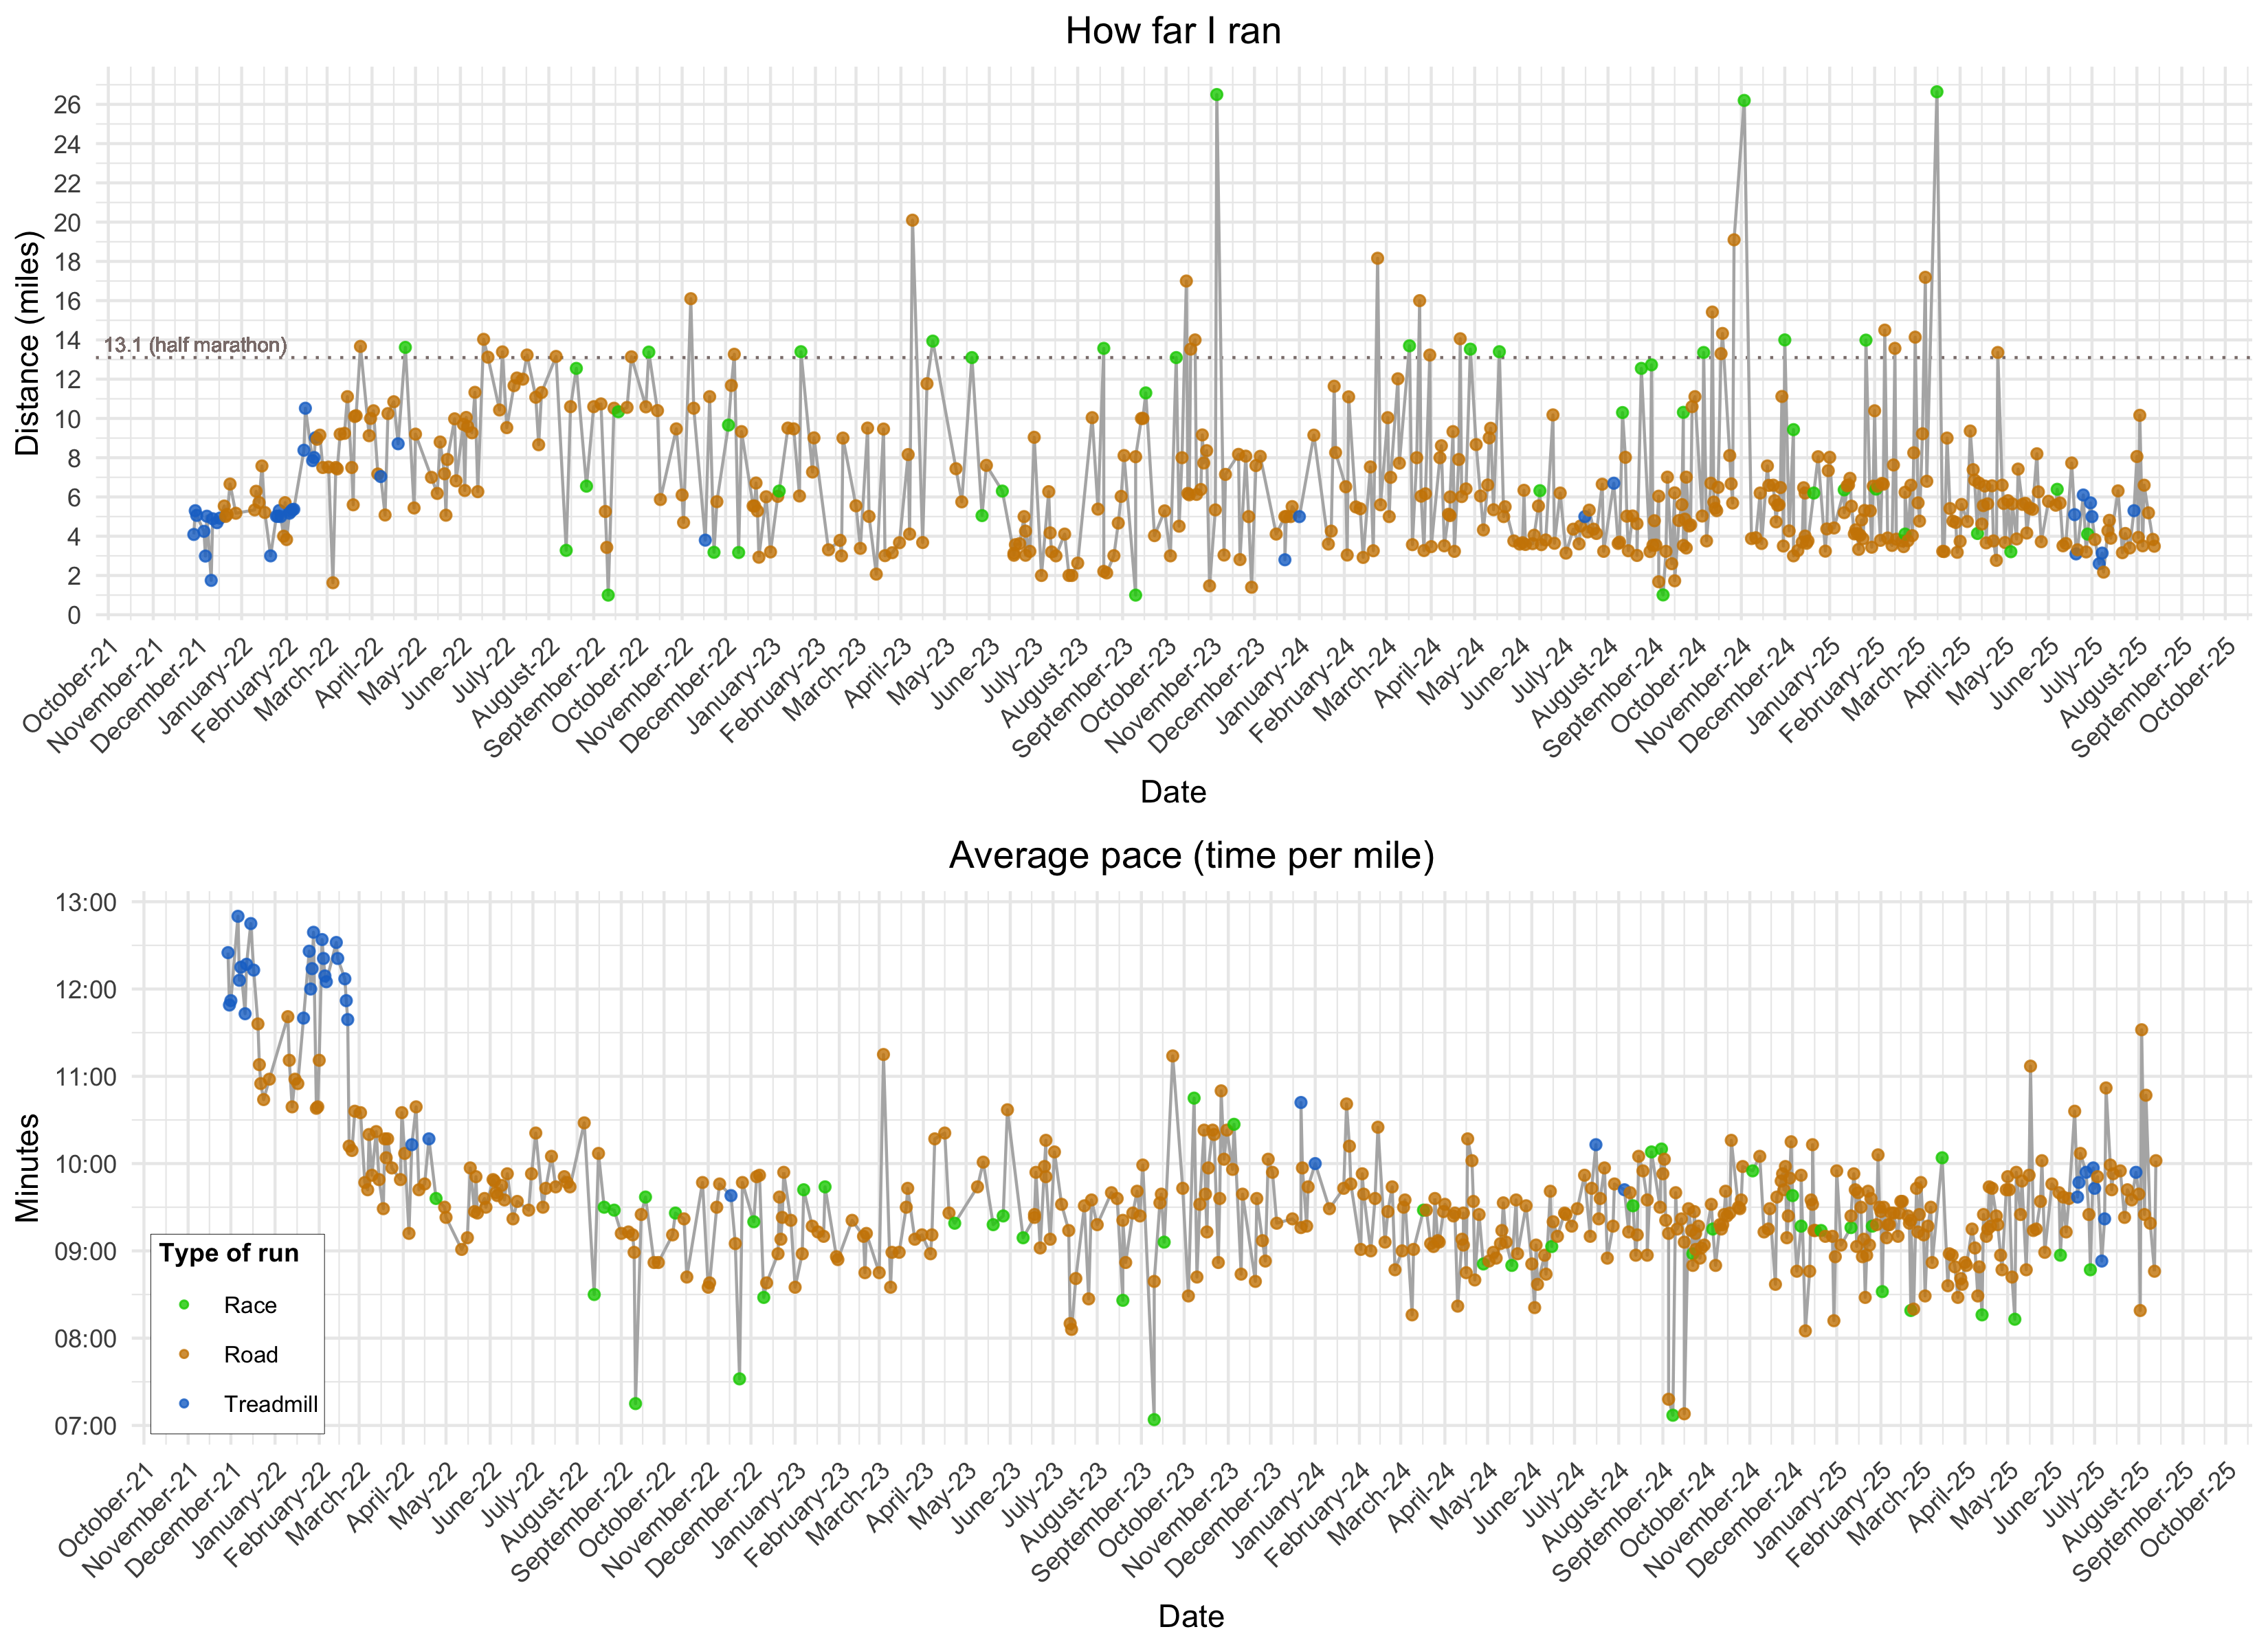 How far I ran
Distance (miles)
26
24
22
20
18
16
14
12
10
8
6
4
2
0
13.1 (half marathon)
October-21
November-21
December-21
January-22
February-22
March-22
April-22
May-22
June-22
July-22
August-22
September-22
October-22
November-22
December-22
January-23
February-23
March-23
April-23
May-23
June-23
July-23
August-23
September-23
October-23
November-23
December-23
January-24
February-24
March-24
April-24
May-24
June-24
July-24
August-24
September-24
October-24
November-24
December-24
January-25
February-25
March-25
April-25
May-25
June-25
July-25
August-25
September-25
October-25
Date
Average pace (time per mile)
Minutes
13:00
12:00
11:00
10:00
09:00
08:00
07:00
Type of run
Race
Road
Treadmill
October-21
November-21
December-21
January-22
February-22
March-22
April-22
May-22
June-22
July-22
August-22
September-22
October-22
November-22
December-22
January-23
February-23
March-23
April-23
May-23
June-23
July-23
August-23
September-23
October-23
November-23
December-23
January-24
February-24
March-24
April-24
May-24
June-24
July-24
August-24
September-24
October-24
November-24
December-24
January-25
February-25
March-25
April-25
May-25
June-25
July-25
August-25
September-25
October-25
Date